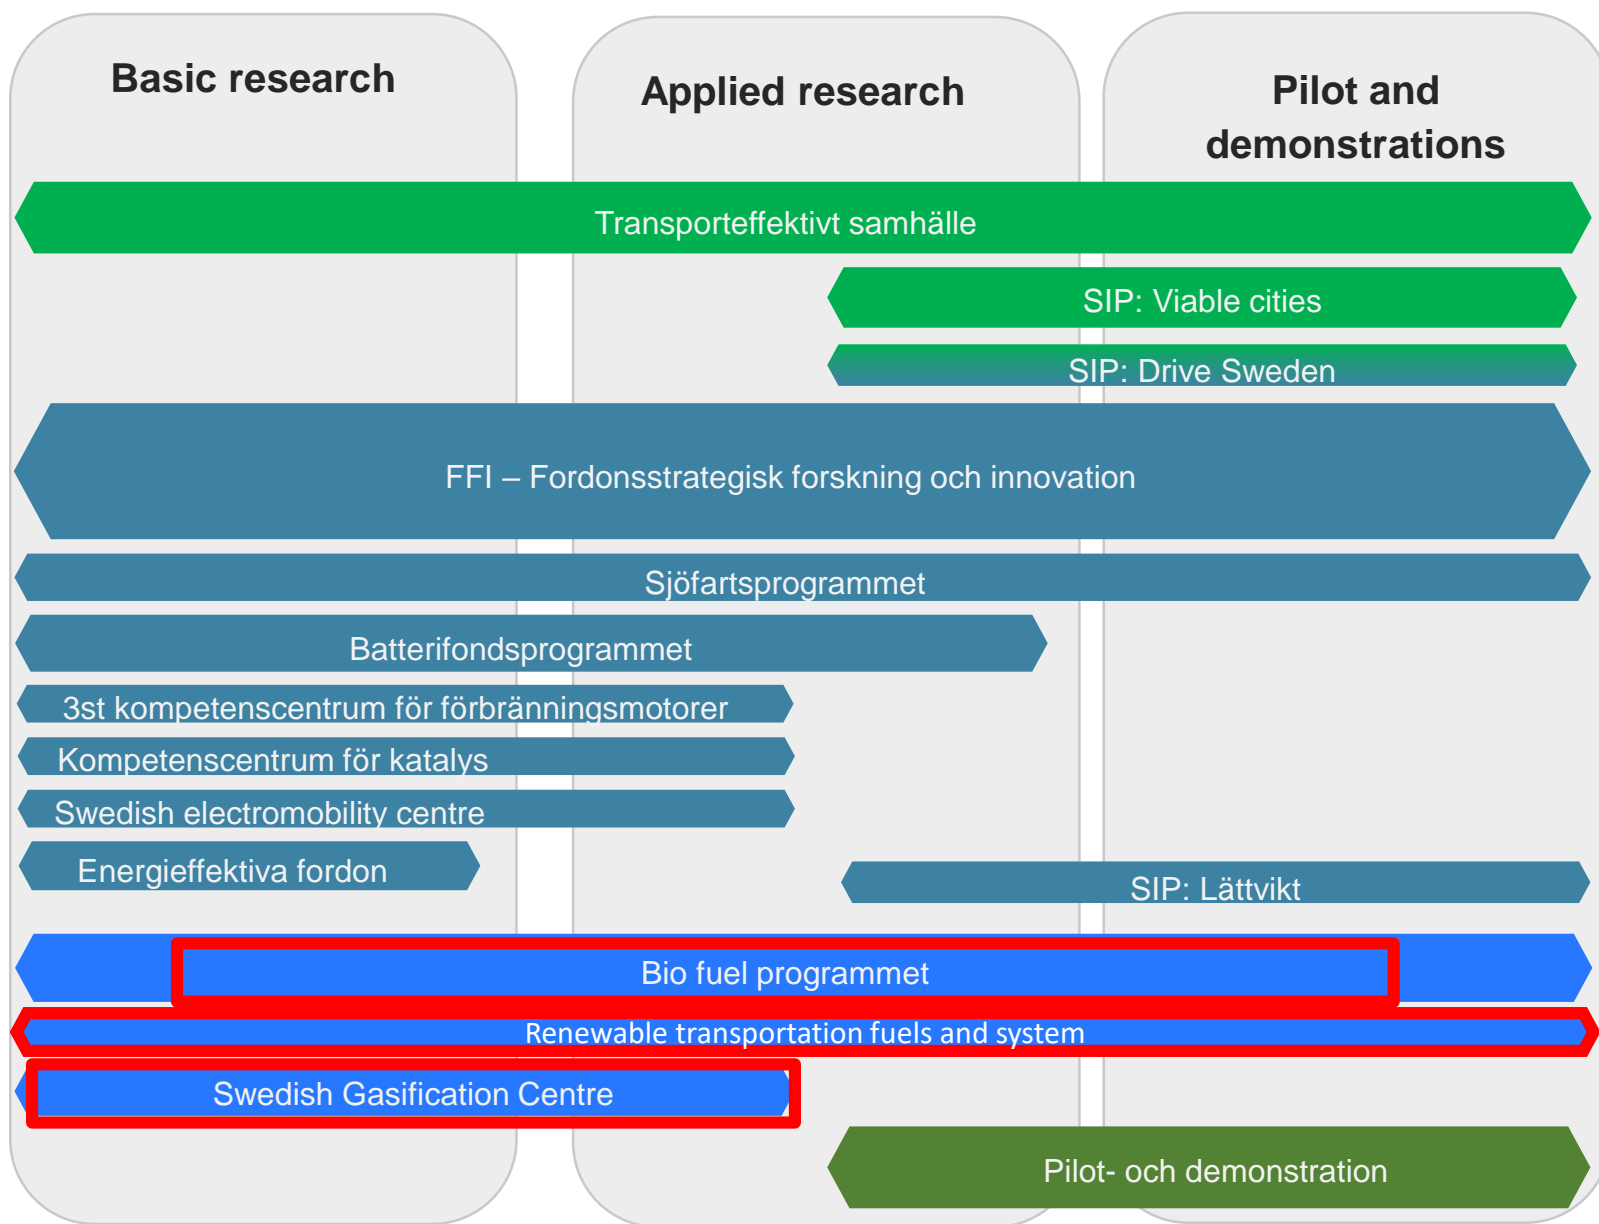 Basic research
Applied research
Pilot and
demonstrations
Transporteffektivt samhälle
SIP: Viable cities
SIP: Drive Sweden
FFI – Fordonsstrategisk forskning och innovation
Sjöfartsprogrammet
Batterifondsprogrammet
3st kompetenscentrum för förbränningsmotorer
Kompetenscentrum för katalys
Swedish electromobility centre
Energieffektiva fordon
SIP: Lättvikt
Bio fuel programmet
Renewable transportation fuels and system
Swedish Gasification Centre
Pilot- och demonstration